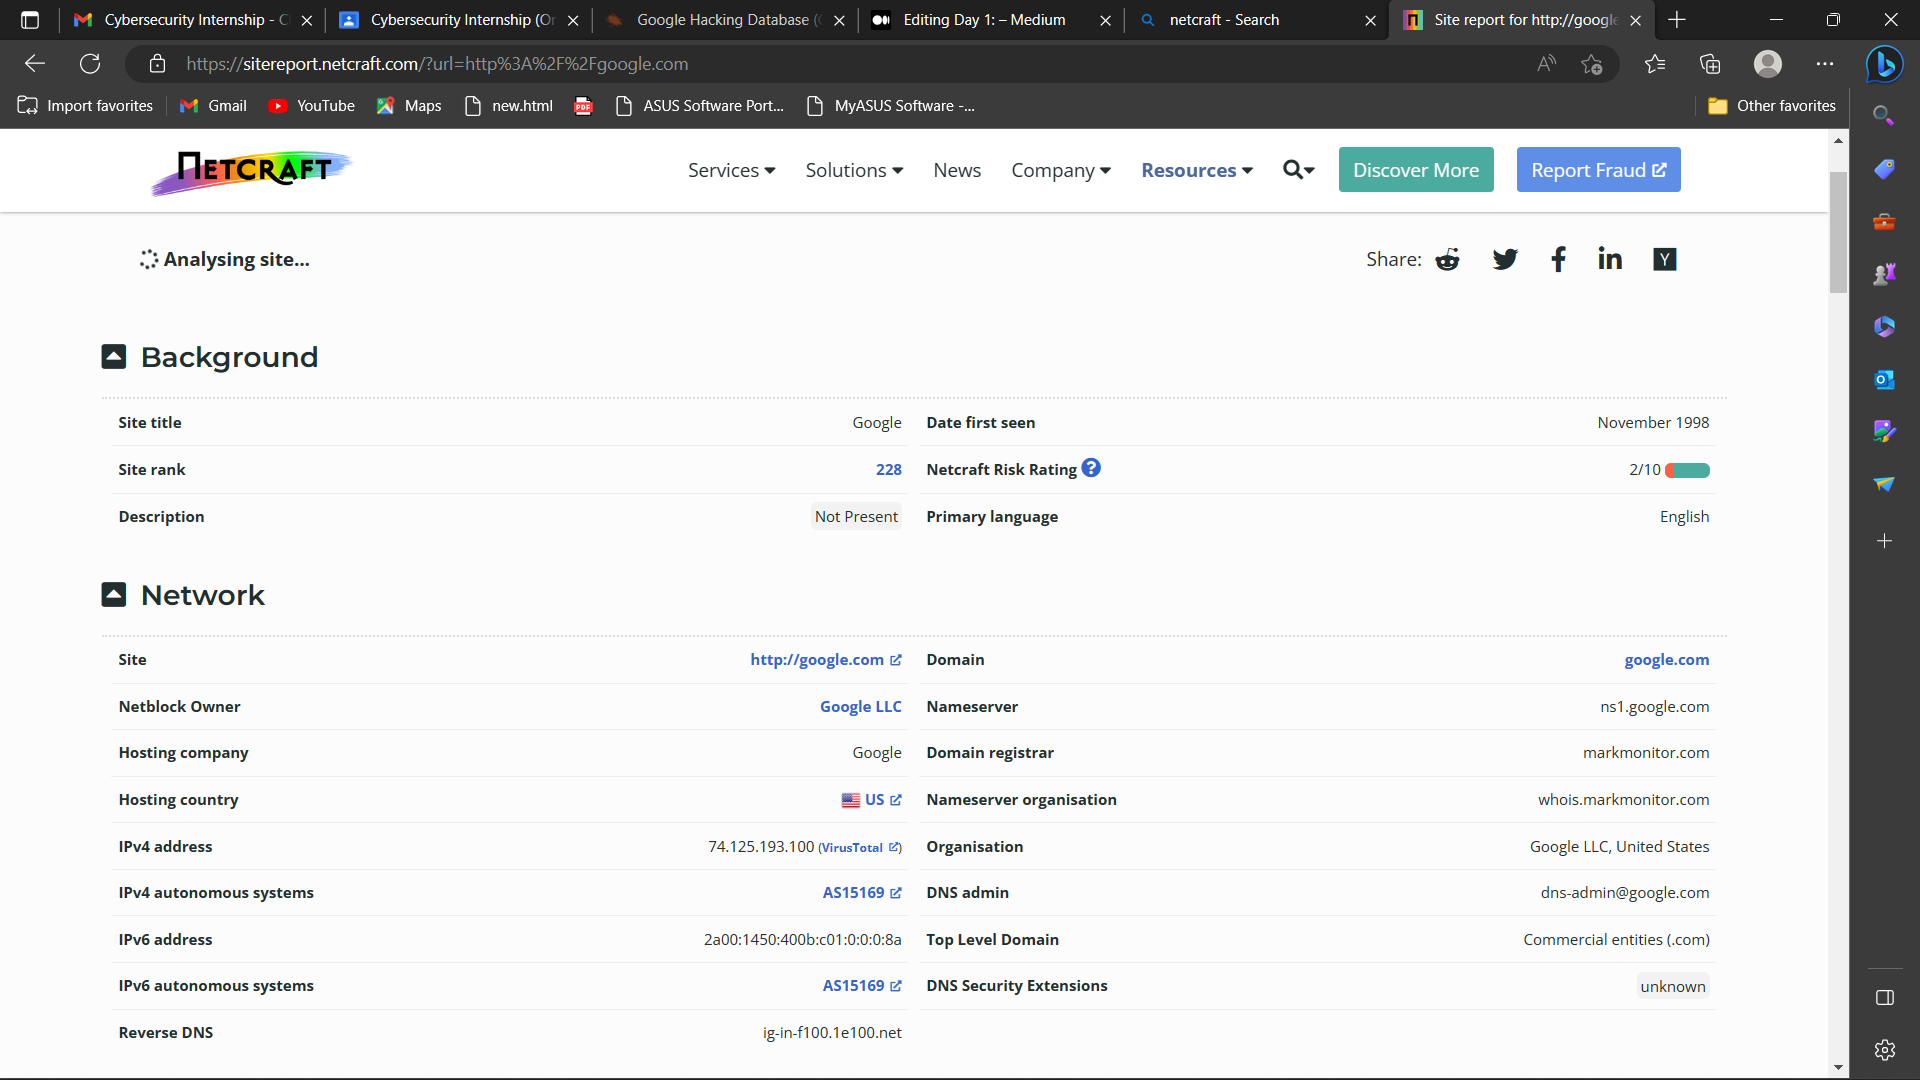 Cybersecurity Internship - C
Cybersecurity Internship (Or
Google Hacking Database (
Editing Day 1: – Medium
netcraft - Search
Site report for http://google
https://sitereport.netcraft.com/?url=http%3A%2F%2Fgoogle.com
Import favorites
Gmail
YouTube
Maps
new.html
PDF
ASUS Software Port...
MyASUS Software -...
Other favorites
NETCRAFT
Services
Solutions
News
Company
Resources
Discover More
Report Fraud
Analysing site...
Share:
Background
Site title Google Date first seen November 1998
Site rank 228 Netcraft Risk Rating ? 2/10
Description Not Present Primary language English
Network
Site http://google.com Domain google.com
Netblock Owner Google LLC Nameserver ns1.google.com
Hosting company Google Domain registrar markmonitor.com
Hosting country US Nameserver organisation whois.markmonitor.com
IPv4 address 74.125.193.100 (VirusTotal) Organisation Google LLC, United States
IPv4 autonomous systems AS15169 DNS admin dns-admin@google.com
IPv6 address 2a00:1450:400b:c01:0:0:0:8a Top Level Domain Commercial entities (.com)
IPv6 autonomous systems AS15169 DNS Security Extensions unknown
Reverse DNS ig-in-f100.1e100.net